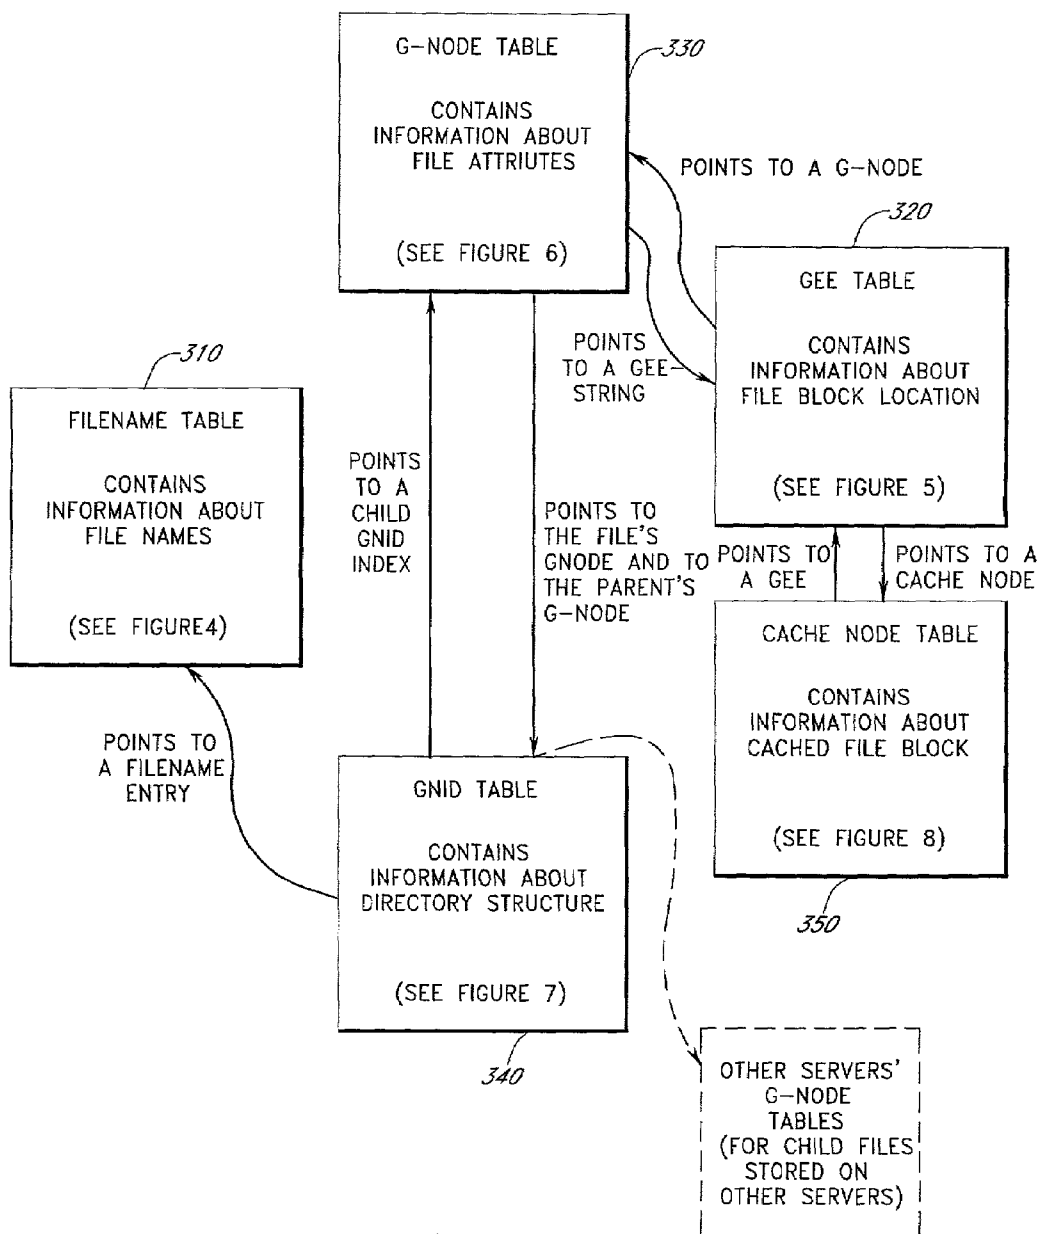 G-NODE TABLE
CONTAINS
INFORMATION ABOUT
FILE ATTRIUTES
(SEE FIGURE 6)
330
POINTS TO A G-NODE
320
GEE TABLE
CONTAINS
INFORMATION ABOUT
FILE BLOCK LOCATION
(SEE FIGURE 5)
POINTS
TO A GEE-
STRING
310
FILENAME TABLE
CONTAINS
INFORMATION ABOUT
FILE NAMES
(SEE FIGURE4)
POINTS
TO A
CHILD
GNID
INDEX
POINTS TO
THE FILE'S
GNODE AND TO
THE PARENT'S
G-NODE
POINTS TO
A GEE
POINTS TO A
CACHE NODE
CACHE NODE TABLE
CONTAINS
INFORMATION ABOUT
CACHED FILE BLOCK
(SEE FIGURE 8)
350
POINTS TO
A FILENAME
ENTRY
GNID TABLE
CONTAINS
INFORMATION ABOUT
DIRECTORY STRUCTURE
(SEE FIGURE 7)
340
OTHER SERVERS'
G-NODE
TABLES
(FOR CHILD FILES
STORED ON
OTHER SERVERS)